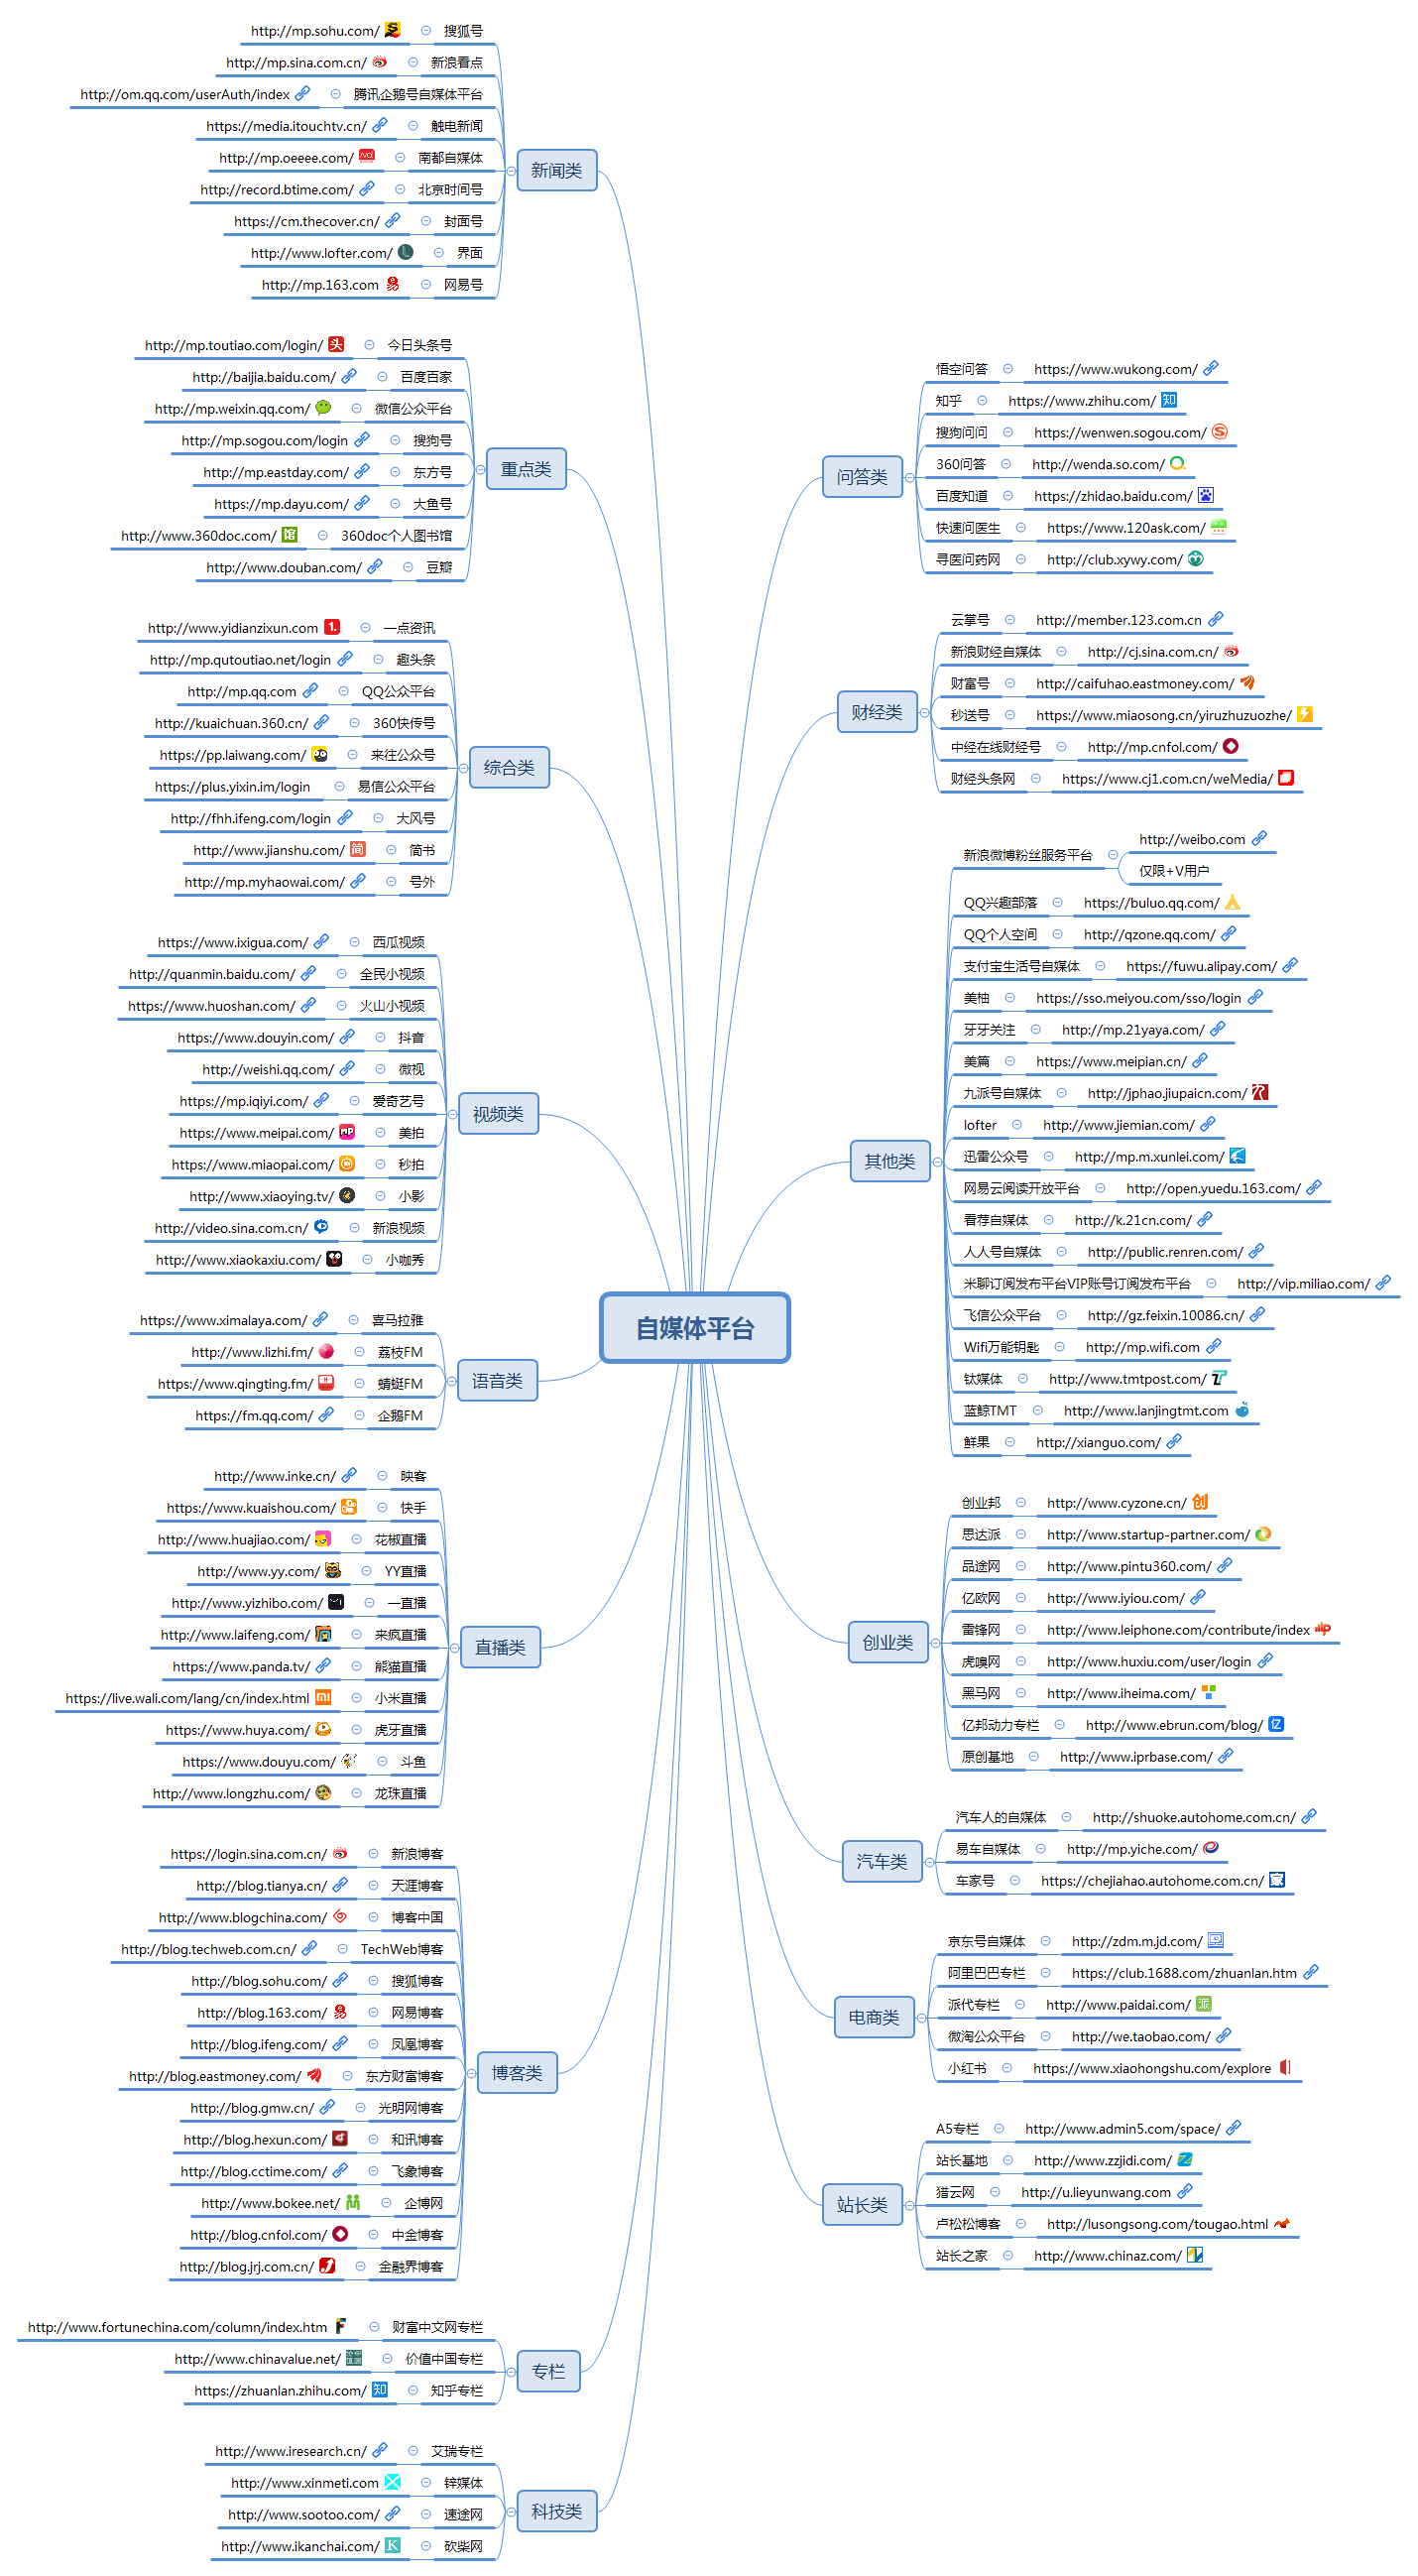 自媒体平台
新闻类
搜狐号 http://mp.sohu.com/
新浪看点 http://mp.sina.com.cn/
腾讯企鹅号自媒体平台 http://om.qq.com/userAuth/index
触电新闻 https://media.itouchtv.cn/
南都自媒体 http://mp.oeeee.com/
北京时间号 http://record.btime.com/
封面号 https://cm.thecover.cn/
界面 http://www.lofter.com/
网易号 http://mp.163.com
重点类
今日头条号 http://mp.toutiao.com/login/
百度百家 http://baijia.baidu.com/
微信公众平台 http://mp.weixin.qq.com/
搜狗号 http://mp.sogou.com/login
东方号 http://mp.eastday.com/
大鱼号 https://mp.dayu.com/
360doc个人图书馆 http://www.360doc.com/
豆瓣 http://www.douban.com/
综合类
一点资讯 http://www.yidianzixun.com
趣头条 http://mp.qutoutiao.net/login
QQ公众平台 http://mp.qq.com
360快传号 http://kuaichuan.360.cn/
来往公众号 https://pp.laiwang.com/
易信公众平台 https://plus.yixin.im/login
大风号 http://fhh.ifeng.com/login
简书 http://www.jianshu.com/
号外 http://mp.myhaowai.com/
视频类
西瓜视频 https://www.ixigua.com/
全民小视频 http://quanmin.baidu.com/
火山小视频 https://www.huoshan.com/
抖音 https://www.douyin.com/
微视 http://weishi.qq.com/
爱奇艺号 https://mp.iqiyi.com/
美拍 https://www.meipai.com/
秒拍 https://www.miaopai.com/
小影 http://www.xiaoying.tv/
新浪视频 http://video.sina.com.cn/
小咖秀 http://www.xiaokaxiu.com/
语音类
喜马拉雅 https://www.ximalaya.com/
荔枝FM http://www.lizhi.fm/
蜻蜓FM https://www.qingting.fm/
企鹅FM https://fm.qq.com/
直播类
映客 http://www.inke.cn/
快手 https://www.kuaishou.com/
花椒直播 http://www.huajiao.com/
YY直播 http://www.yy.com/
一直播 http://www.yizhibo.com/
来疯直播 http://www.laifeng.com/
熊猫直播 https://www.panda.tv/
小米直播 https://live.wali.com/lang/cn/index.html
虎牙直播 https://www.huya.com/
斗鱼 https://www.douyu.com/
龙珠直播 http://www.longzhu.com/
博客类
新浪博客 https://login.sina.com.cn/
天涯博客 http://blog.tianya.cn/
博客中国 http://www.blogchina.com/
TechWeb博客 http://blog.techweb.com.cn/
搜狐博客 http://blog.sohu.com/
网易博客 http://blog.163.com/
凤凰博客 http://blog.ifeng.com/
东方财富博客 http://blog.eastmoney.com/
光明网博客 http://blog.gmw.cn/
和讯博客 http://blog.hexun.com/
飞象博客 http://blog.cctime.com/
企博网 http://www.bokee.net/
中金博客 http://blog.cnfol.com/
金融界博客 http://blog.jrj.com.cn/
专栏
财富中文网专栏 http://www.fortunechina.com/column/index.htm
价值中国专栏 http://www.chinavalue.net/
知乎专栏 https://zhuanlan.zhihu.com/
科技类
艾瑞专栏 http://www.iresearch.cn/
锌媒体 http://www.xinmeti.com
速途网 http://www.sootoo.com/
砍柴网 http://www.ikanchai.com/
问答类
悟空问答 https://www.wukong.com/
知乎 https://www.zhihu.com/
搜狗问问 https://wenwen.sogou.com/
360问答 http://wenda.so.com/
百度知道 https://zhidao.baidu.com/
快速问医生 https://www.120ask.com/
寻医问药网 http://club.xywy.com/
财经类
云掌号 http://member.123.com.cn
新浪财经自媒体 http://cj.sina.com.cn/
财富号 http://caifuhao.eastmoney.com/
秒送号 https://www.miaosong.cn/yiruzhuzuozhe/
中经在线财经号 http://mp.cnfol.com/
财经头条网 https://www.cj1.com.cn/weMedia/
其他类
新浪微博粉丝服务平台 http://weibo.com
仅限+V用户
QQ兴趣部落 https://buluo.qq.com/
QQ个人空间 http://qzone.qq.com/
支付宝生活号自媒体 https://fuwu.alipay.com/
美柚 https://sso.meiyou.com/sso/login
牙牙关注 http://mp.21yaya.com/
美篇 https://www.meipian.cn/
九派号自媒体 http://jphao.jiupaicn.com/
lofter http://www.jiemian.com/
迅雷公众号 http://mp.m.xunlei.com/
网易云阅读开放平台 http://open.yuedu.163.com/
看荐自媒体 http://k.21cn.com/
人人号自媒体 http://public.renren.com/
米聊订阅发布平台VIP账号订阅发布平台 http://vip.miliao.com/
飞信公众平台 http://gz.feixin.10086.cn/
Wifi万能钥匙 http://mp.wifi.com
钛媒体 http://www.tmtpost.com/
蓝鲸TMT http://www.lanjingtmt.com
鲜果 http://xianguo.com/
创业类
创业邦 http://www.cyzone.cn/
思达派 http://www.startup-partner.com/
品途网 http://www.pintu360.com/
亿欧网 http://www.iyiou.com/
雷锋网 http://www.leiphone.com/contribute/index
虎嗅网 http://www.huxiu.com/user/login
黑马网 http://www.iheima.com/
亿邦动力专栏 http://www.ebrun.com/blog/
原创基地 http://www.iprbase.com/
汽车类
汽车人的自媒体 http://shuoke.autohome.com.cn/
易车自媒体 http://mp.yiche.com/
车家号 https://chejiahao.autohome.com.cn/
电商类
京东号自媒体 http://zdm.m.jd.com/
阿里巴巴专栏 https://club.1688.com/zhuanlan.htm
派代专栏 http://www.paidai.com/
微淘公众平台 http://we.taobao.com/
小红书 https://www.xiaohongshu.com/explore
站长类
A5专栏 http://www.admin5.com/space/
站长基地 http://www.zzjidi.com/
猎云网 http://u.lieyunwang.com
卢松松博客 http://lusongsong.com/tougao.html
站长之家 http://www.chinaz.com/